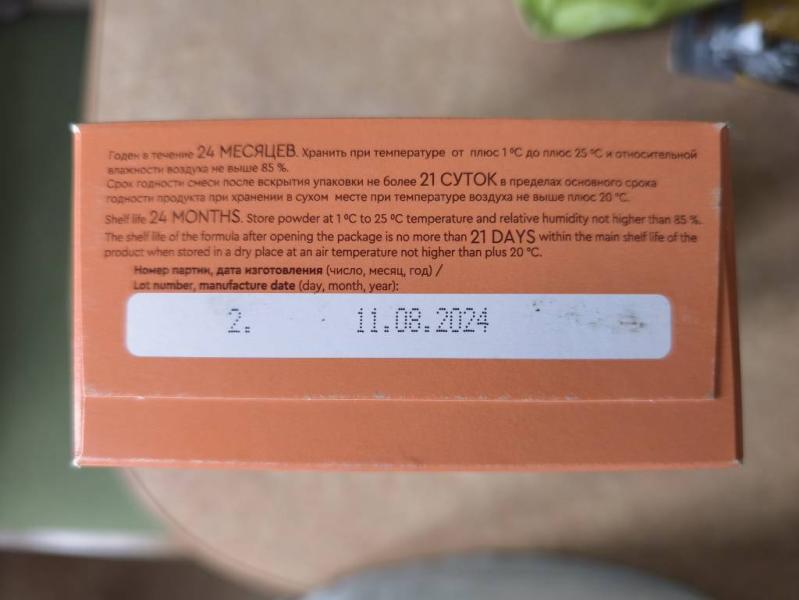 Годен в течение 24 МЕСЯЦЕВ. Хранить при температуре от плюс 1 ºС до плюс 25 ºС и относительной
влажности воздуха не выше 85 %.
Срок годности смеси после вскрытия упаковки не более 21 СУТОК в пределах основного срока
годности продукта при хранении в сухом месте при температуре воздуха не выше плюс 20 ºС.
Shelf life 24 MONTHS. Store powder at 1 ºC to 25 ºC temperature and relative humidity not higher than 85 %.
The shelf life of the formula after opening the package is no more than 21 DAYS within the main shelf life of the
product when stored in a dry place at an air temperature not higher than plus 20 ºC.
Номер партии, дата изготовления (число, месяц, год) /
Lot number, manufacture date (day, month, year):
2. 11.08.2024